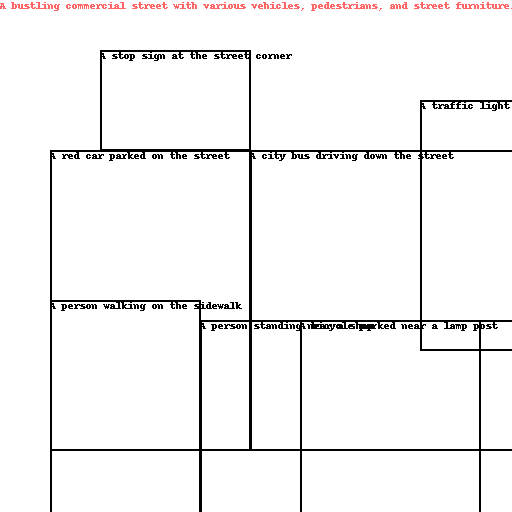 A bustling commercial street with various vehicles, pedestrians, and street furniture.
A stop sign at the street corner
A traffic light
A red car parked on the street
A city bus driving down the street
A person walking on the sidewalk
A person standing near a shop
A bicycle parked near a lamp post